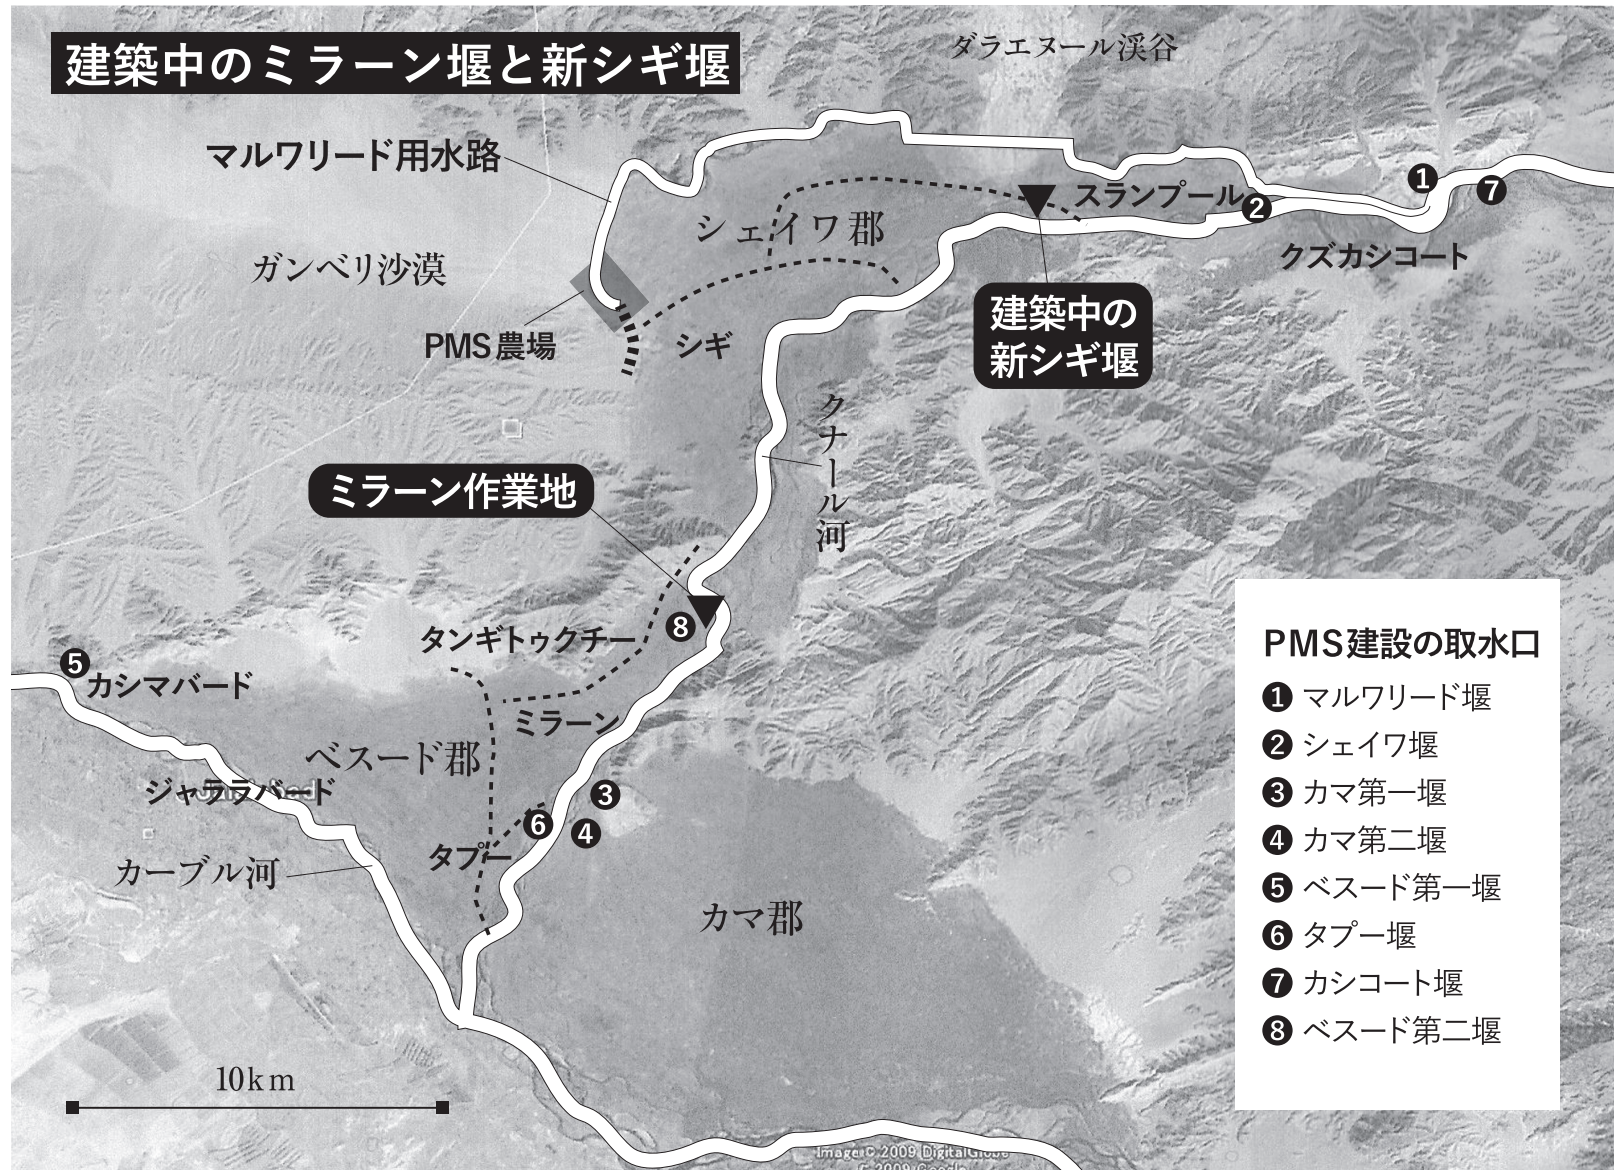 建築中のミラーン堰と新シギ堰
ダラエヌール渓谷
マルワリード用水路
❶
❼
スランプール
❷
シェイワ郡
クズカシコート
ガンベリ沙漠
建築中の
新シギ堰
PMS農場
シギ
クナール河
ミラーン作業地
❽
タンギトゥクチー
❺
カシマバード
ミラーン
ベスード郡
ジャララバード
❸
❻
❹
タプー
カーブル河
カマ郡
10km
PMS建設の取水口
❶ マルワリード堰
❷ シェイワ堰
❸ カマ第一堰
❹ カマ第二堰
❺ ベスード第一堰
❻ タプー堰
❼ カシコート堰
❽ ベスード第二堰
Image © 2009 DigitalGlobe
© 2009 Google